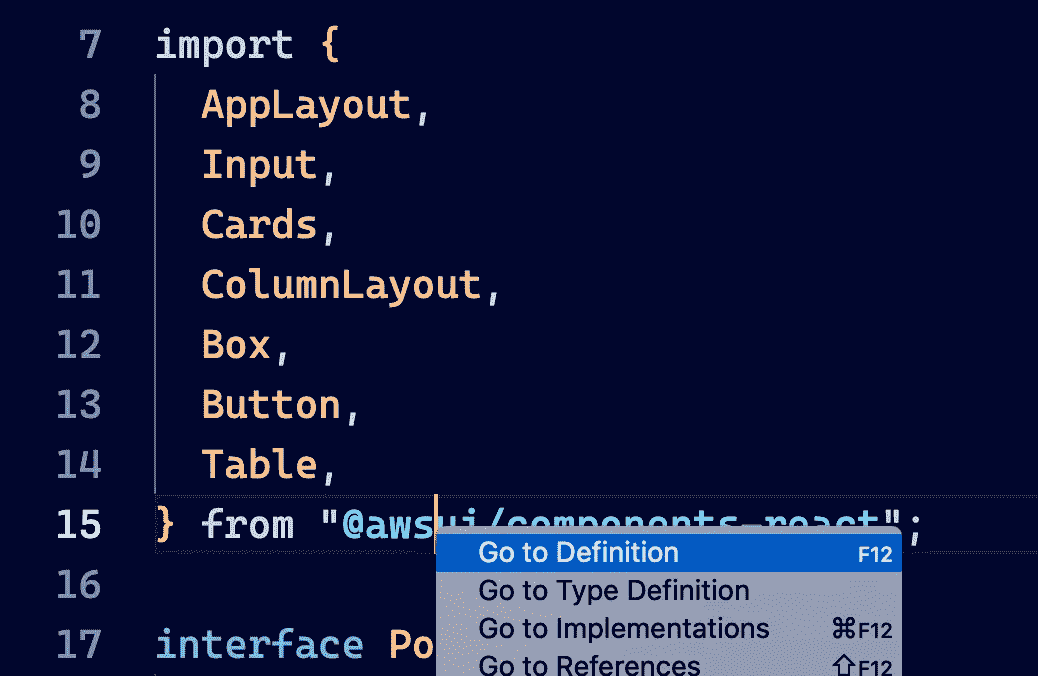 7 import {
8 AppLayout,
9 Input,
10 Cards,
11 ColumnLayout,
12 Box,
13 Button,
14 Table,
15 } from "@awsui/components-react";
Go to Definition F12
16
Go to Type Definition
Go to Implementations ⌘F12
17 interface Po
Go to References ⇧F12